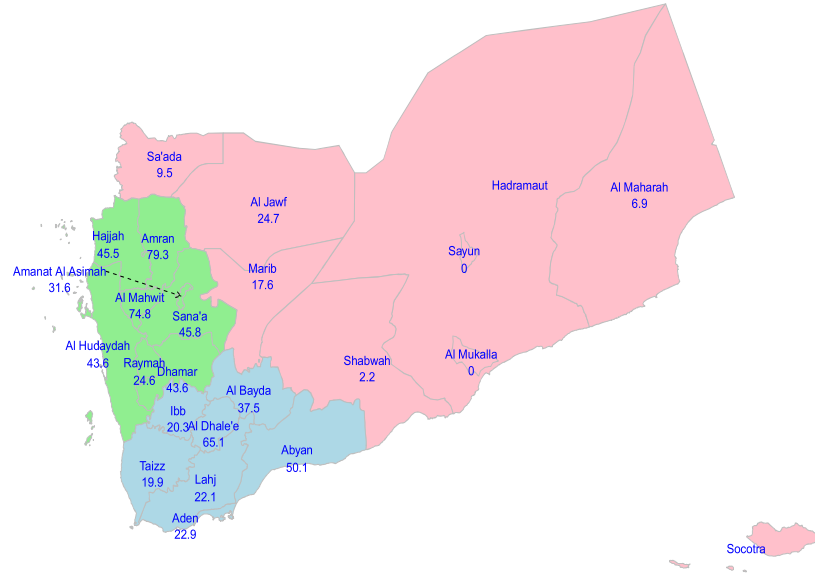 Sa'ada
9.5
Hadramaut
Al Maharah
6.9
Al Jawf
24.7
Hajjah
45.5
Amran
79.3
Sayun
0
Marib
17.6
Amanat Al Asimah
31.6
Al Mahwit
74.8
Sana'a
45.8
Al Hudaydah
43.6
Raymah
24.6
Dhamar
43.6
Shabwah
2.2
Al Mukalla
0
Al Bayda
37.5
Ibb
20.3
Al Dhale'e
65.1
Abyan
50.1
Taizz
19.9
Lahj
22.1
Aden
22.9
Socotra